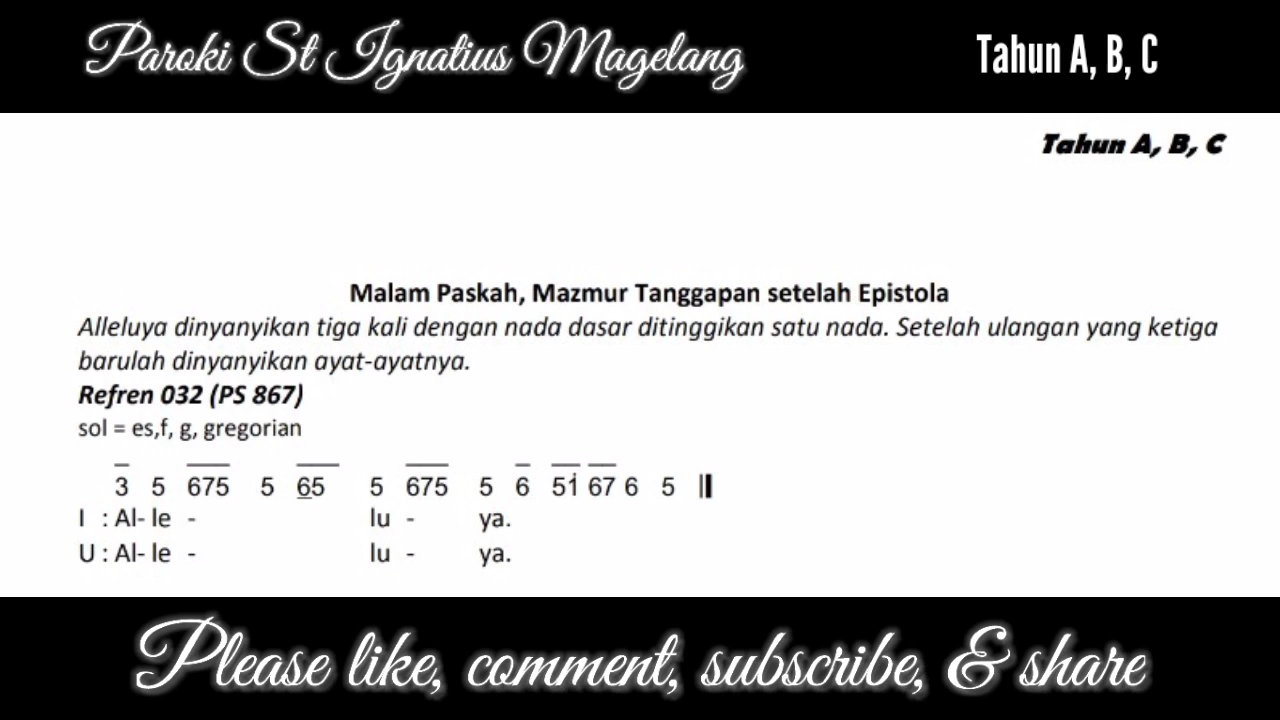 Paroki St Ignatius Magelang
Tahun A, B, C
Tahun A, B, C
Malam Paskah, Mazmur Tanggapan setelah Epistola
Alleluya dinyanyikan tiga kali dengan nada dasar ditinggikan satu nada. Setelah ulangan yang ketiga
barulah dinyanyikan ayat-ayatnya.
Refren 032 (PS 867)
sol = es,f, g, gregorian
3 5 675 5 65 5 675 5 6 51̇ 67 6 5 ||
I : Al- le - lu - ya.
U : Al- le - lu - ya.
Please like, comment, subscribe, & share